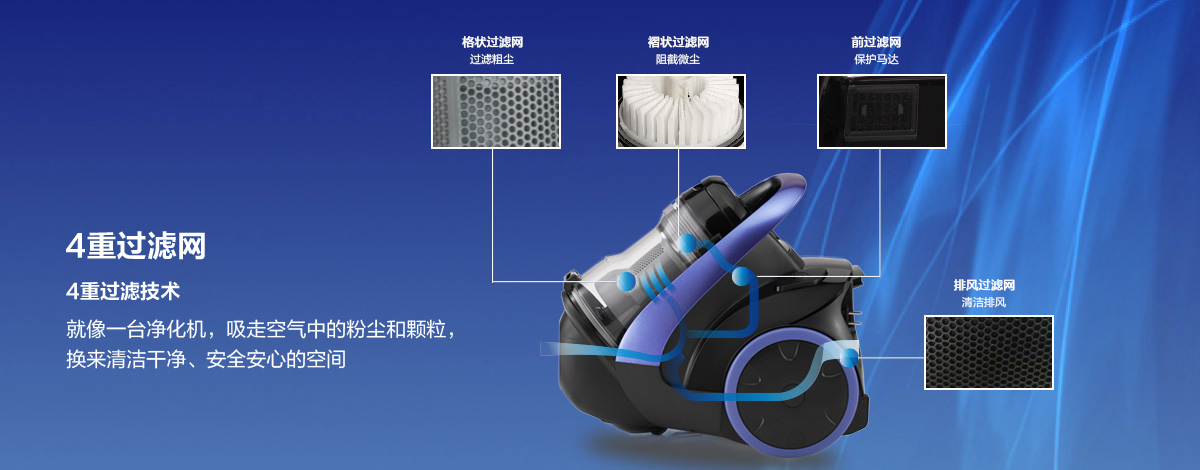 格状过滤网
过滤粗尘
褶状过滤网
阻截微尘
前过滤网
保护马达
4重过滤网
4重过滤技术
就像一台净化机，吸走空气中的粉尘和颗粒，
换来清洁干净、安全安心的空间
排风过滤网
清洁排风